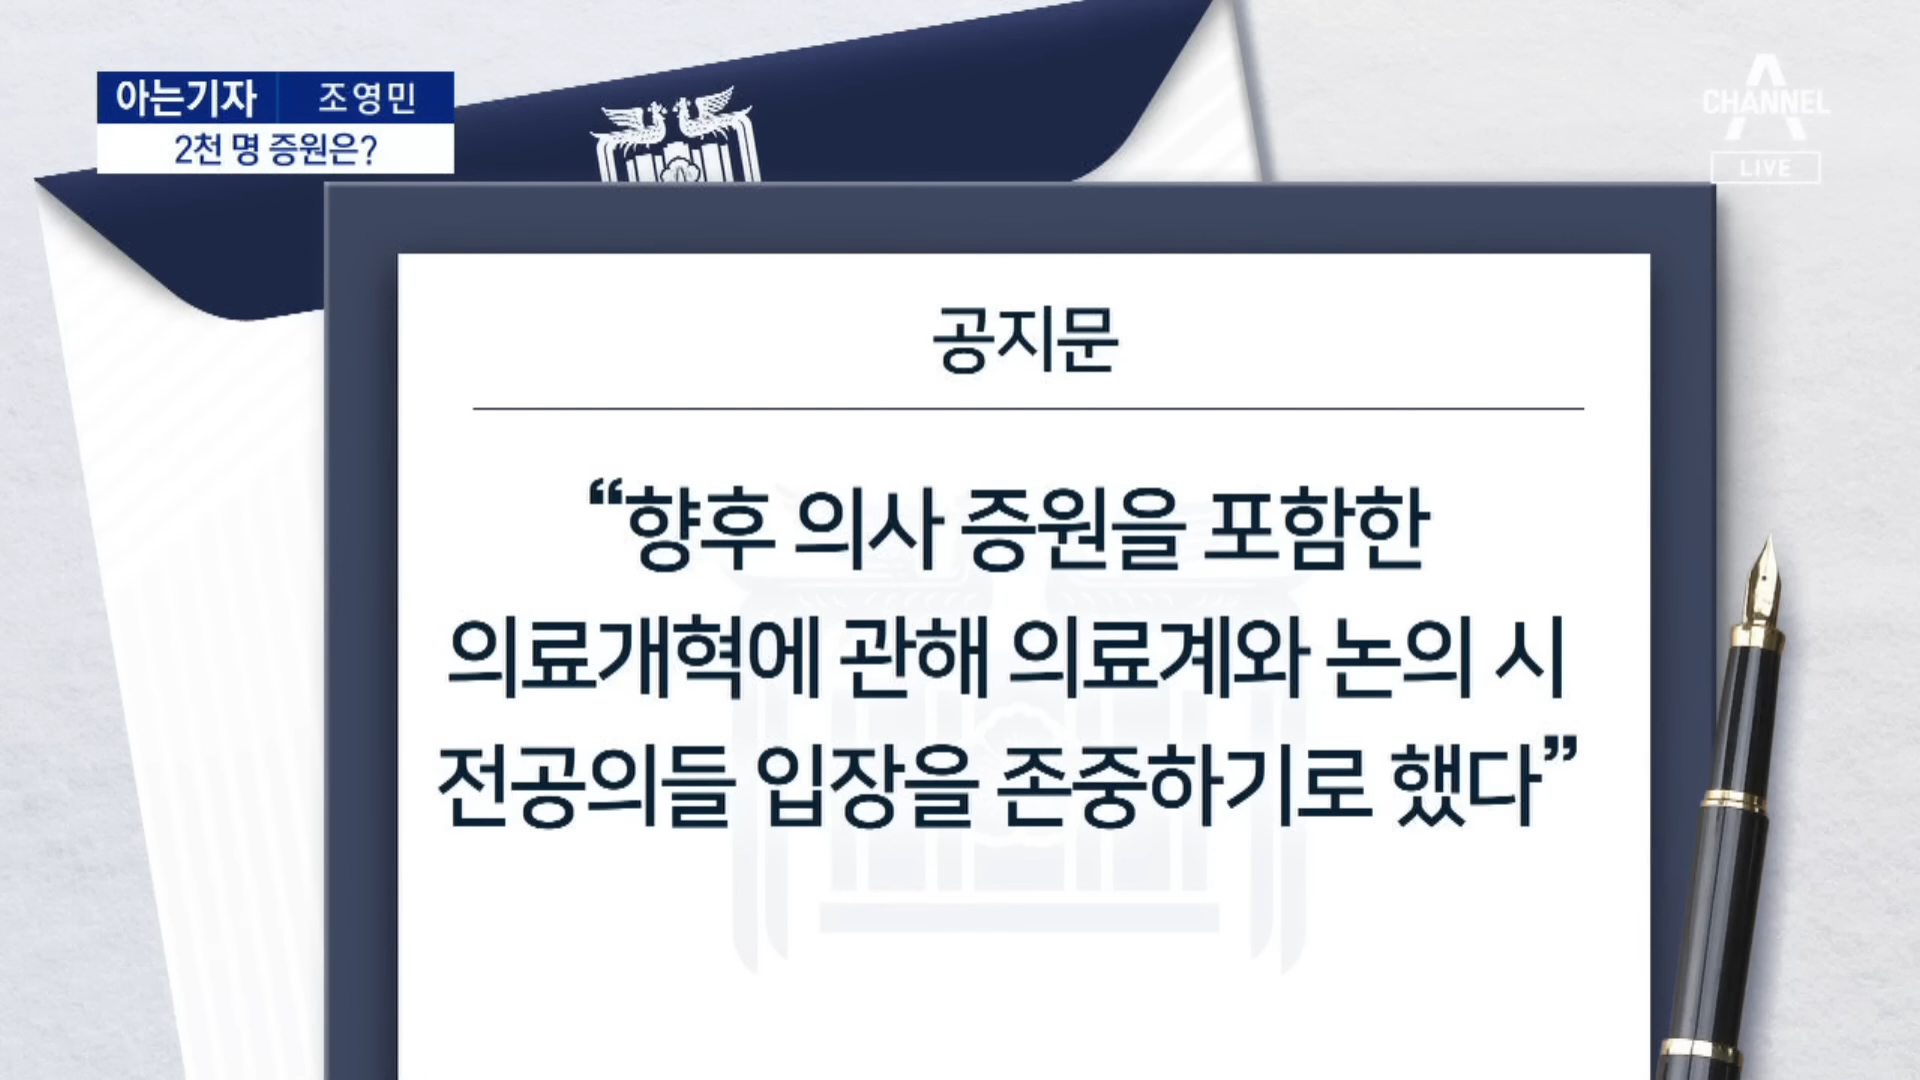 아는기자 조영민
2천 명 증원은?
CHANNEL A
LIVE
공지문
“향후 의사 증원을 포함한
의료개혁에 관해 의료계와 논의 시
전공의들 입장을 존중하기로 했다”